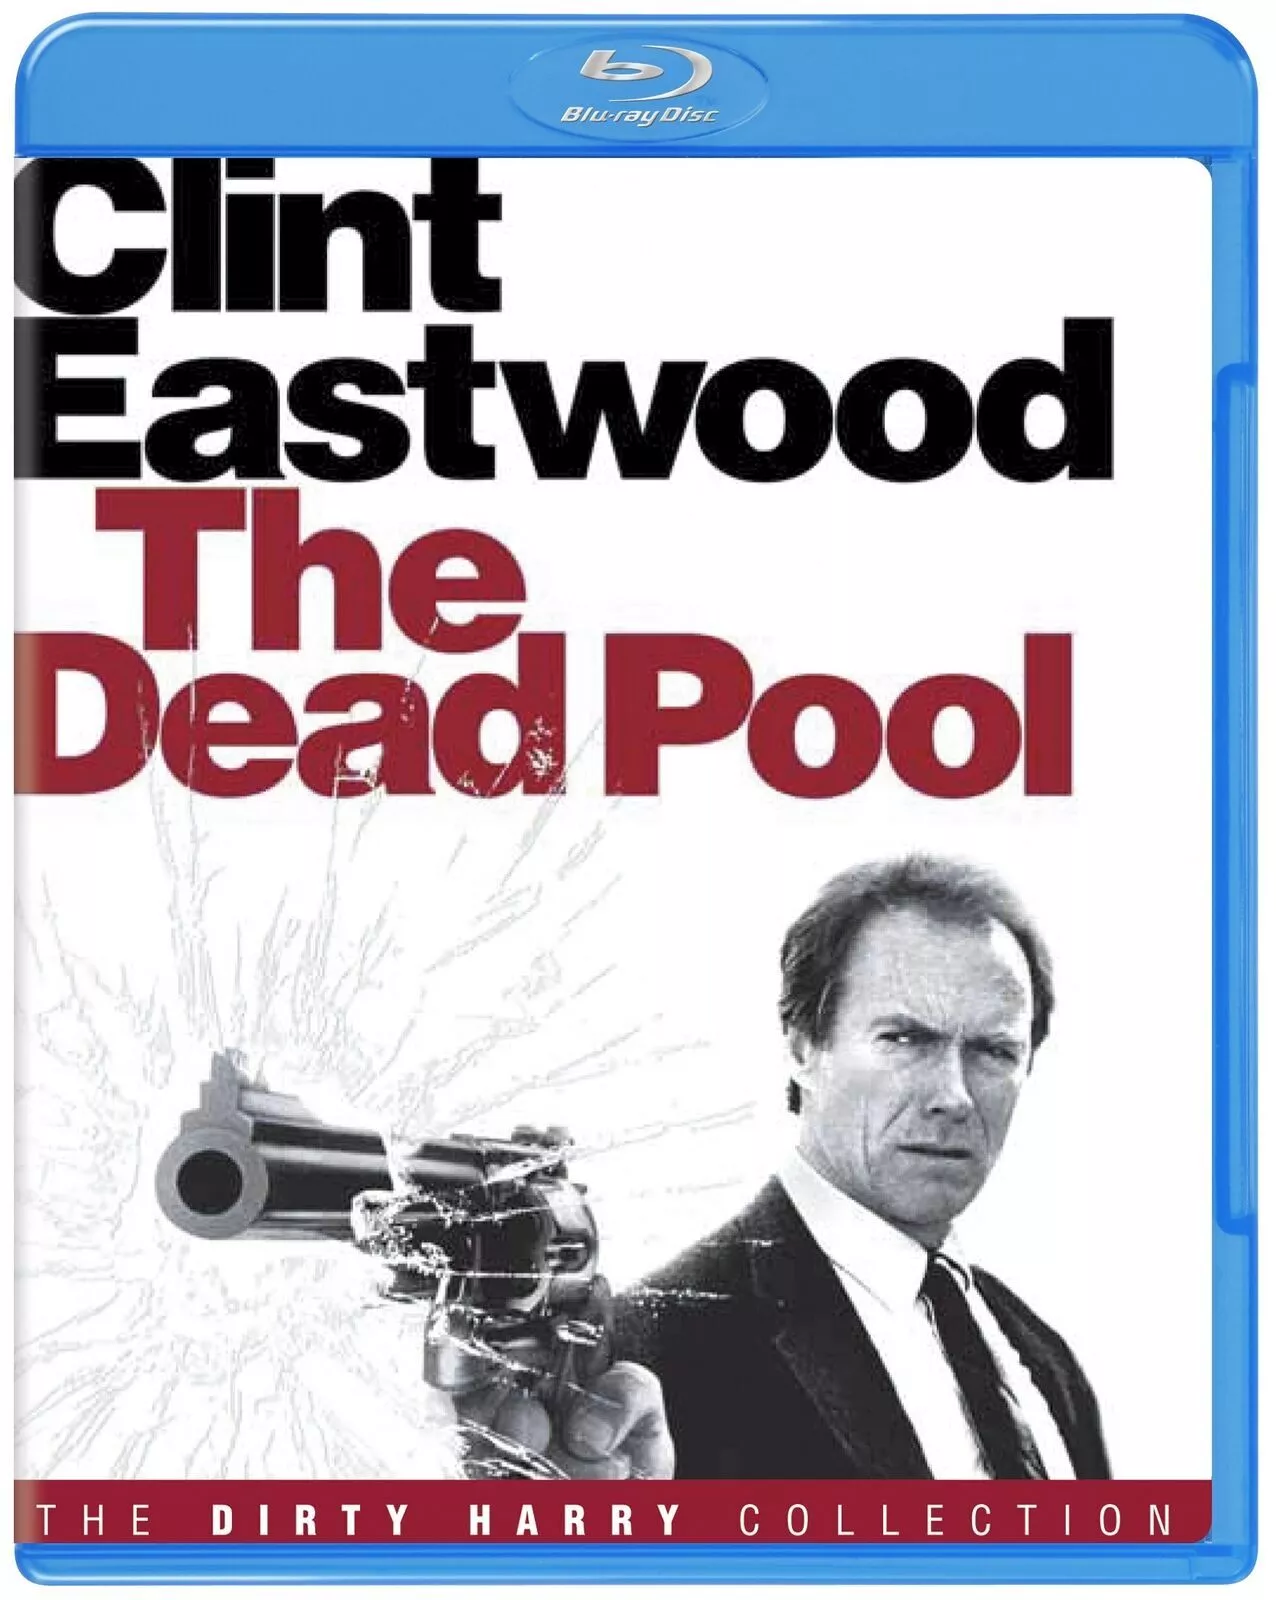 Blu-ray Disc
Clint
Eastwood
The
Dead Pool
THE DIRTY HARRY COLLECTION